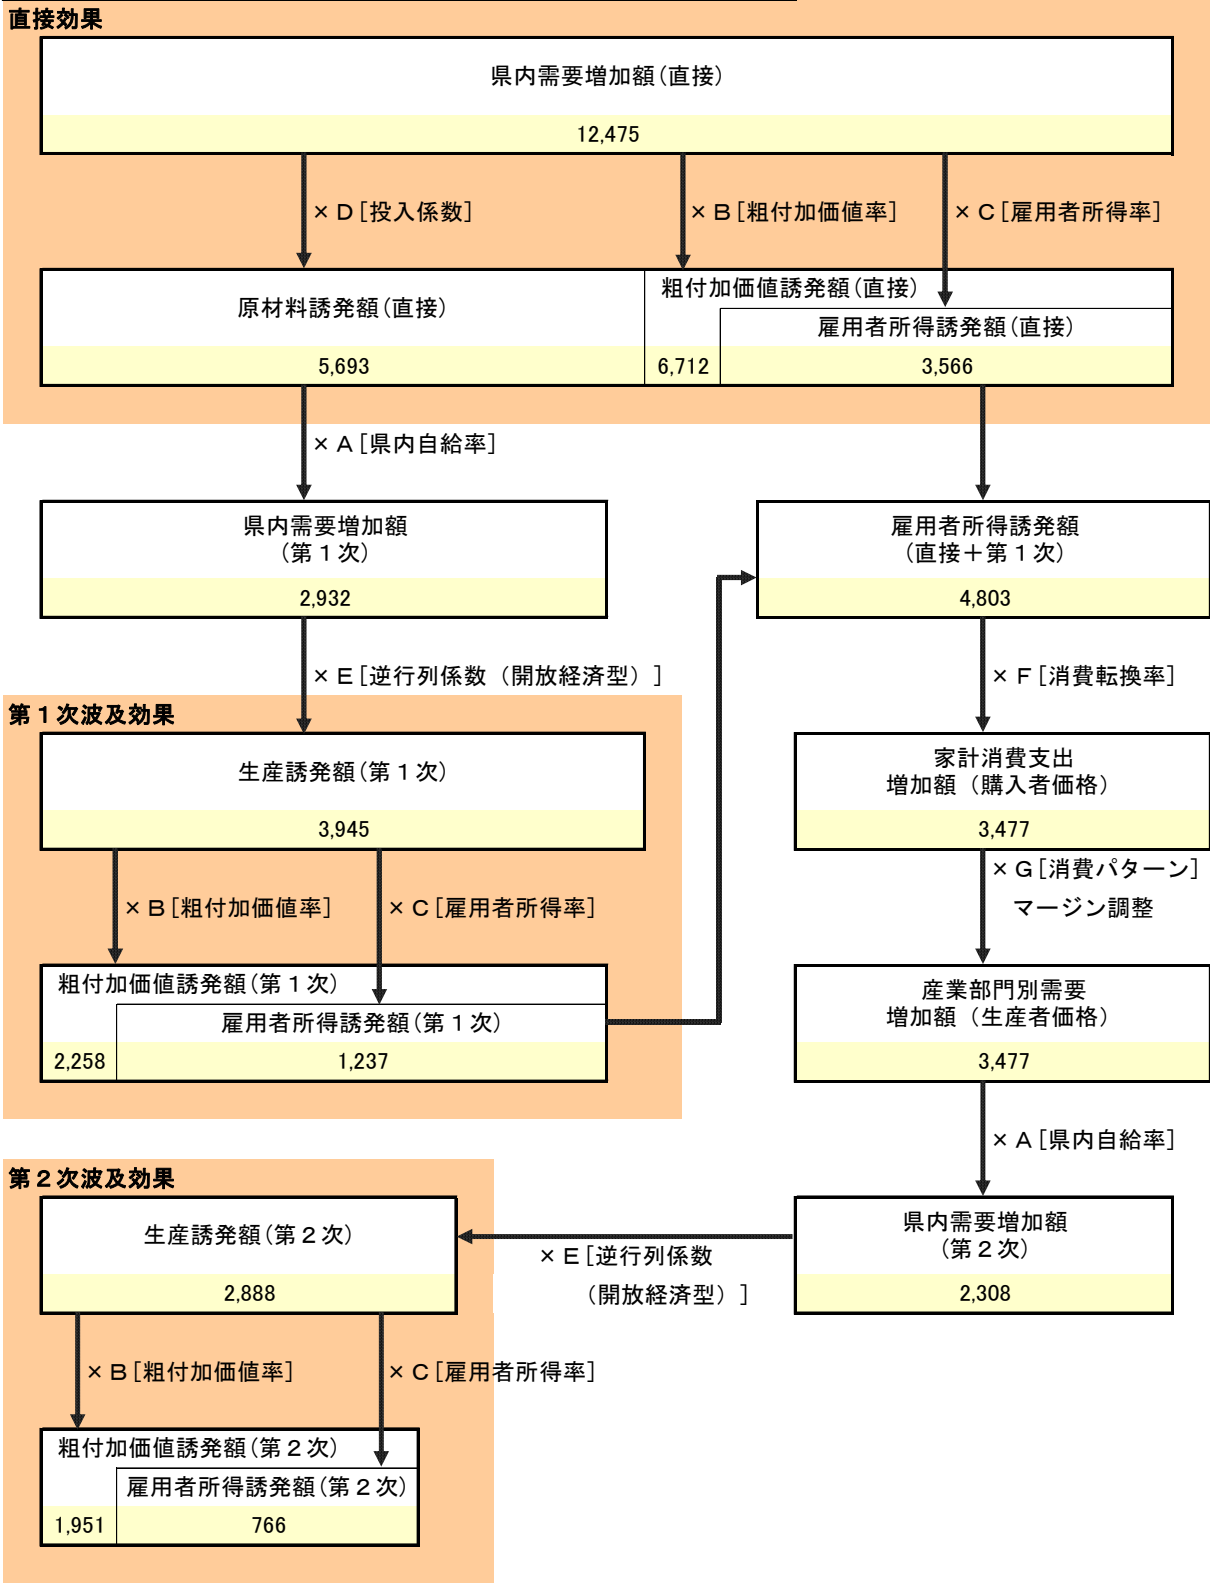 直接効果
県内需要増加額(直接)
12,475
× D[投入係数]
× B[粗付加価値率]
× C[雇用者所得率]
原材料誘発額(直接)
5,693
粗付加価値誘発額(直接)
雇用者所得誘発額(直接)
6,712
3,566
× A[県内自給率]
県内需要増加額
(第1次)
2,932
雇用者所得誘発額
(直接+第1次)
4,803
× E[逆行列係数(開放経済型)]
× F[消費転換率]
第1次波及効果
生産誘発額(第1次)
3,945
家計消費支出
増加額(購入者価格)
3,477
× B[粗付加価値率]
× C[雇用者所得率]
× G[消費パターン]
マージン調整
粗付加価値誘発額(第1次)
雇用者所得誘発額(第1次)
2,258
1,237
産業部門別需要
増加額(生産者価格)
3,477
× A[県内自給率]
第2次波及効果
生産誘発額(第2次)
2,888
× E[逆行列係数
(開放経済型)]
県内需要増加額
(第2次)
2,308
× B[粗付加価値率]
× C[雇用者所得率]
粗付加価値誘発額(第2次)
雇用者所得誘発額(第2次)
1,951
766